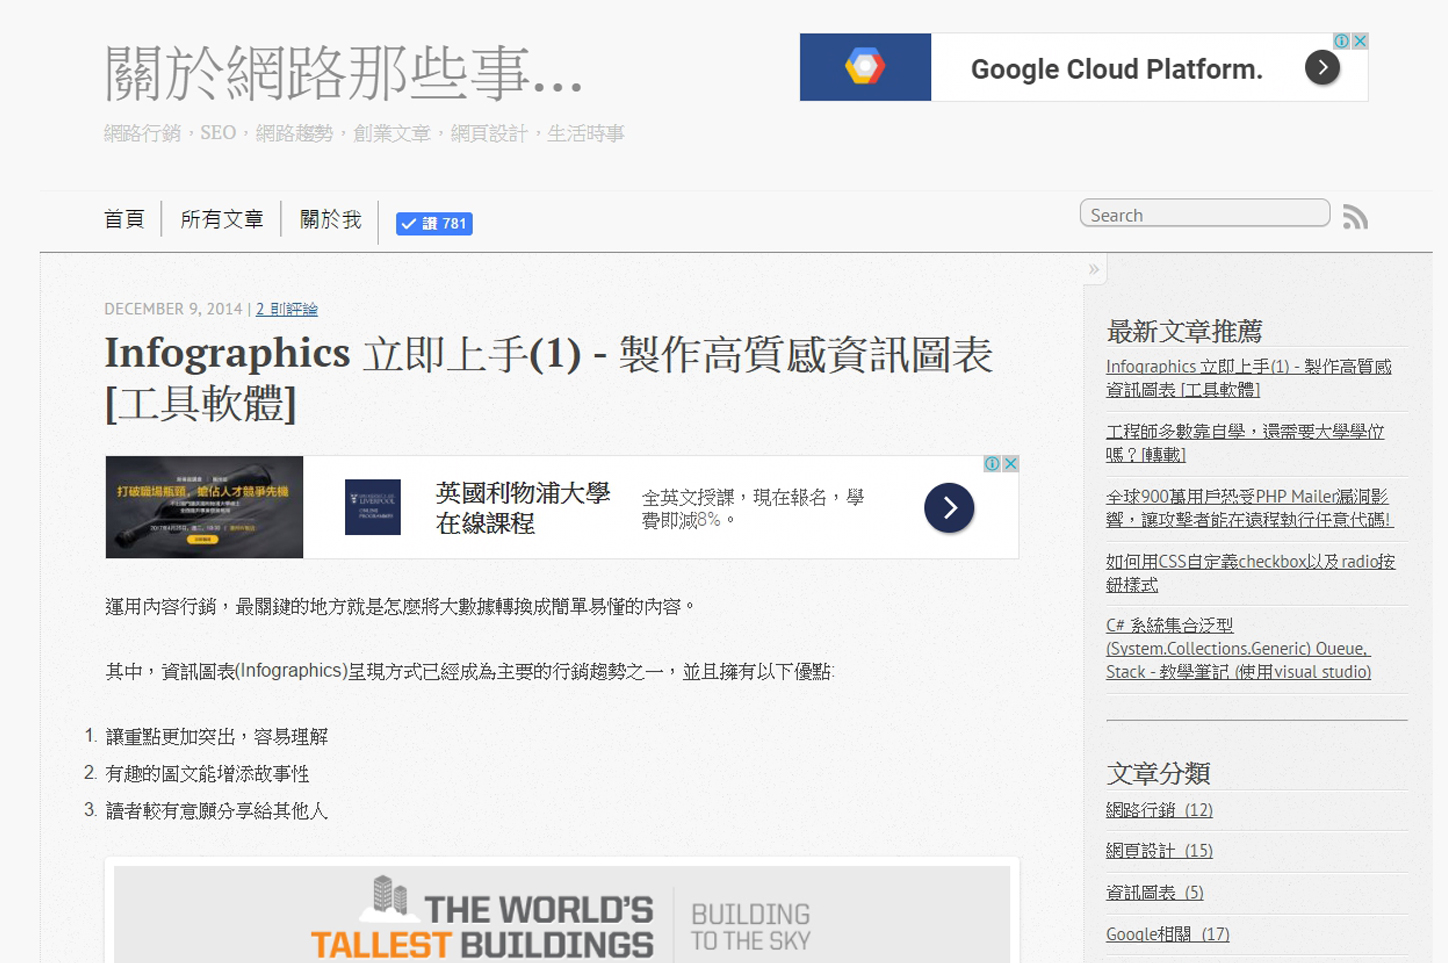 關於網路那些事...
網路行銷，SEO，網路趨勢，創業文章，網頁設計，生活時事
Google Cloud Platform.
首頁
所有文章
關於我
讚 781
Search
»
DECEMBER 9, 2014 | 2 則評論
Infographics 立即上手(1) - 製作高質感資訊圖表
[工具軟體]
打破職場瓶頸，搶佔人才競爭先機
LIVERPOOL
英國利物浦大學
在線課程
全英文授課，現在報名，學
費即減8%。
運用內容行銷，最關鍵的地方就是怎麼將大數據轉換成簡單易懂的內容。
其中，資訊圖表(Infographics)呈現方式已經成為主要的行銷趨勢之一，並且擁有以下優點:
1. 讓重點更加突出，容易理解
2. 有趣的圖文能增添故事性
3. 讀者較有意願分享給其他人
THE WORLD'S
TALLEST BUILDINGS
BUILDING
TO THE SKY
最新文章推薦
Infographics 立即上手(1) - 製作高質感
資訊圖表 [工具軟體]
工程師多數靠自學，還需要大學學位
嗎？[轉載]
全球900萬用戶恐受PHP Mailer漏洞影
響，讓攻擊者能在遠程執行任意代碼!
如何用CSS自定義checkbox以及radio按
鈕樣式
C# 系統集合泛型
(System.Collections.Generic) Queue,
Stack - 教學筆記 (使用visual studio)
文章分類
網路行銷 (12)
網頁設計 (15)
資訊圖表 (5)
Google相關 (17)